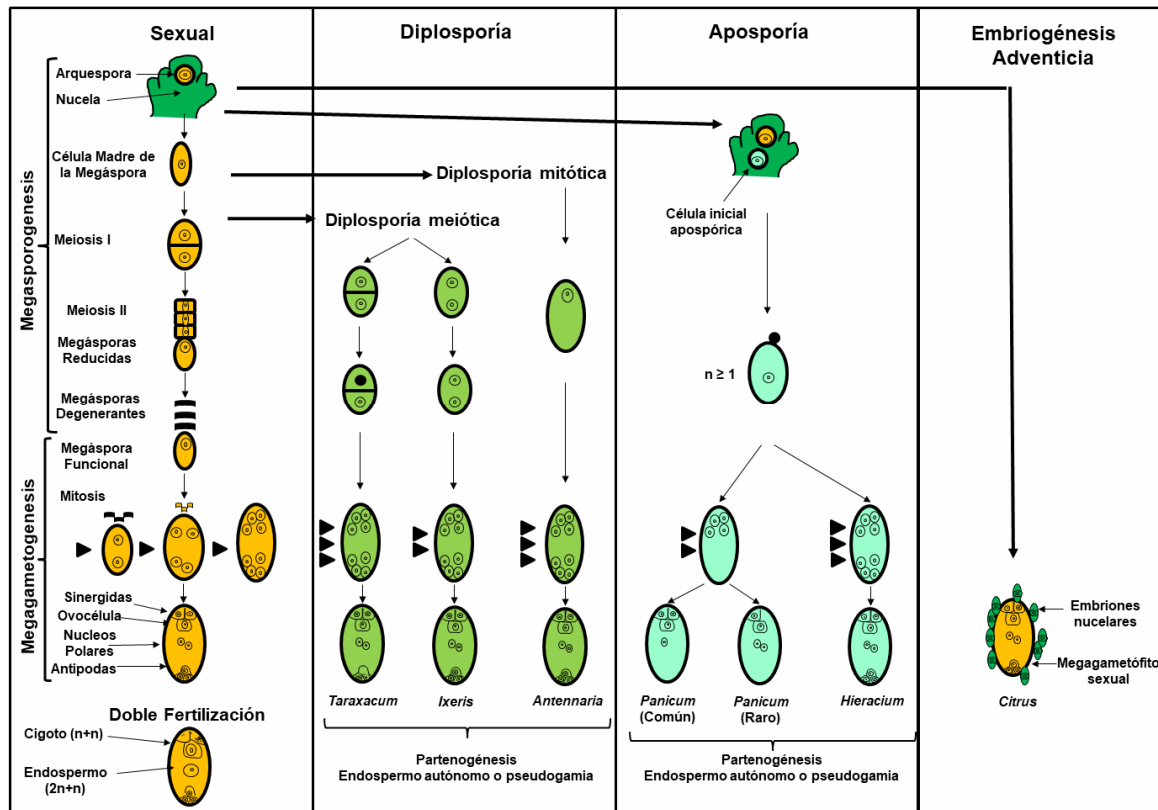 Sexual
Arquespora
Nucela
Célula Madre de
la Megáspora
Meiosis I
Meiosis II
Megásporas
Reducidas
Megásporas
Degenerantes
Megáspora
Funcional
Mitosis
Sinergidas
Ovocélula
Nucleos
Polares
Antipodas
Doble Fertilización
Cigoto (n+n)
Endospermo
(2n+n)
Megasporogenesis
Megagametogenesis
Diplosporía
Diplosporía mitótica
Diplosporía meiótica
Taraxacum
Ixeris
Antennaria
Partenogénesis
Endospermo autónomo o pseudogamia
Aposporía
Célula inicial
apospórica
n ≥ 1
Panicum
(Común)
Panicum
(Raro)
Hieracium
Partenogénesis
Endospermo autónomo o pseudogamia
Embriogénesis
Adventicia
Embriones
nucelares
Megagametófito
sexual
Citrus